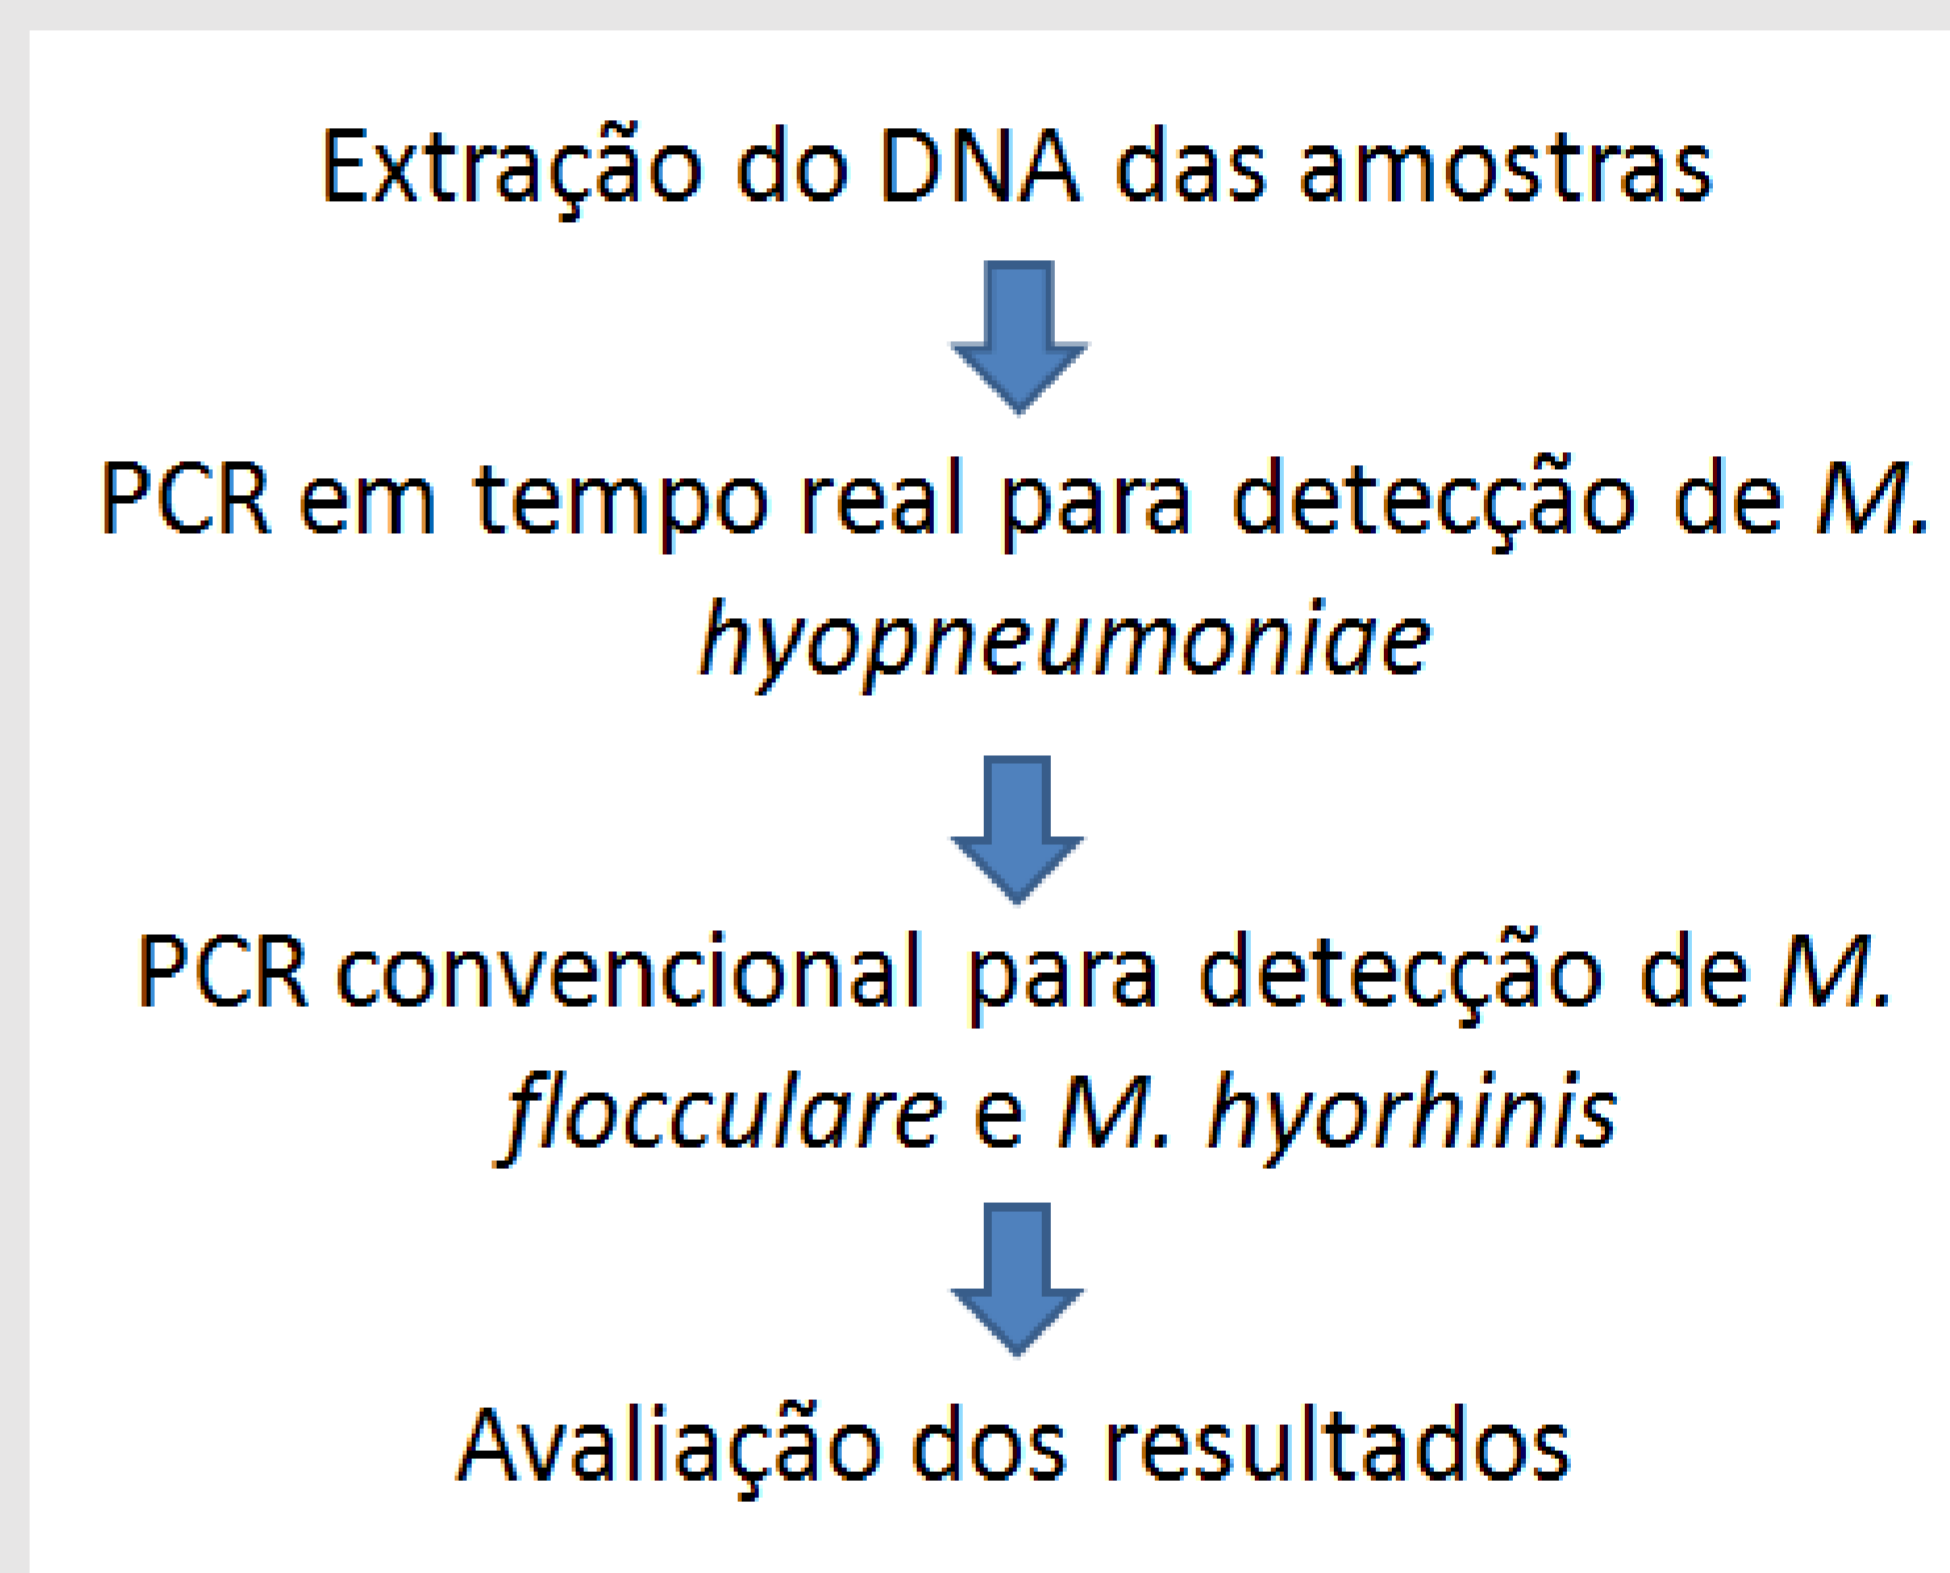 Extração do DNA das amostras
PCR em tempo real para detecção de M.
hyopneumoniae
PCR convencional para detecção de M.
flocculare e M. hyorhinis
Avaliação dos resultados